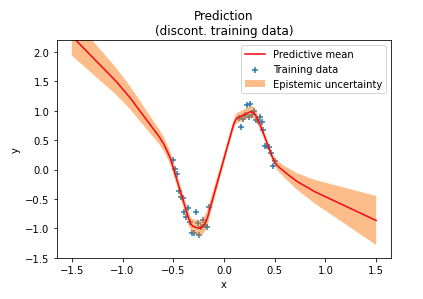 Prediction
(discont. training data)
Predictive mean
Training data
Epistemic uncertainty
2.0
1.5
1.0
0.5
0.0
−0.5
−1.0
−1.5
y
−1.5 −1.0 −0.5 0.0 0.5 1.0 1.5
x